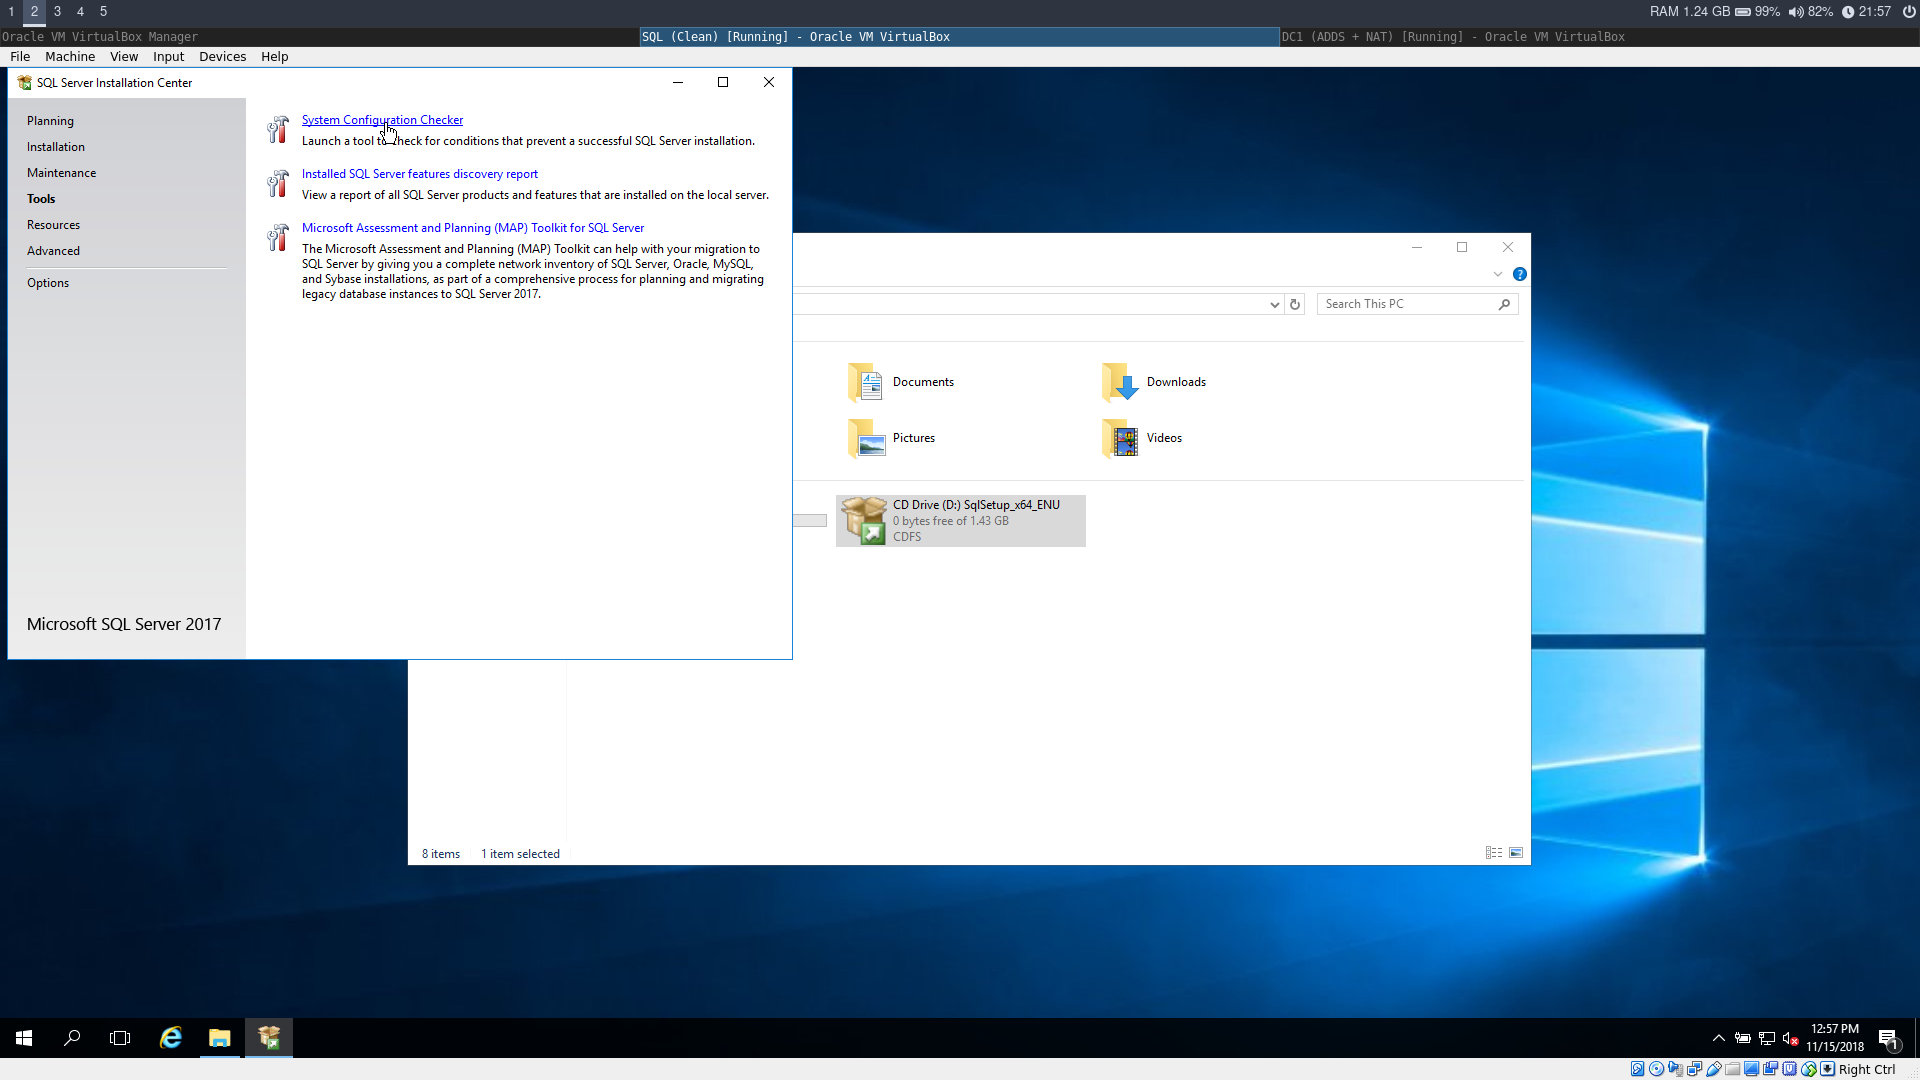 1 2 3 4 5
RAM 1.24 GB 99% 82% 21:57
Oracle VM VirtualBox Manager
SQL (Clean) [Running] - Oracle VM VirtualBox
DC1 (ADDS + NAT) [Running] - Oracle VM VirtualBox
File Machine View Input Devices Help
SQL Server Installation Center
Planning
Installation
Maintenance
Tools
Resources
Advanced
Options
Microsoft SQL Server 2017
System Configuration Checker
Launch a tool to check for conditions that prevent a successful SQL Server installation.
Installed SQL Server features discovery report
View a report of all SQL Server products and features that are installed on the local server.
Microsoft Assessment and Planning (MAP) Toolkit for SQL Server
The Microsoft Assessment and Planning (MAP) Toolkit can help with your migration to
SQL Server by giving you a complete network inventory of SQL Server, Oracle, MySQL,
and Sybase installations, as part of a comprehensive process for planning and migrating
legacy database instances to SQL Server 2017.
Search This PC
Documents
Downloads
Pictures
Videos
CD Drive (D:) SqlSetup_x64_ENU
0 bytes free of 1.43 GB
CDFS
8 items 1 item selected
12:57 PM
11/15/2018
1
Right Ctrl